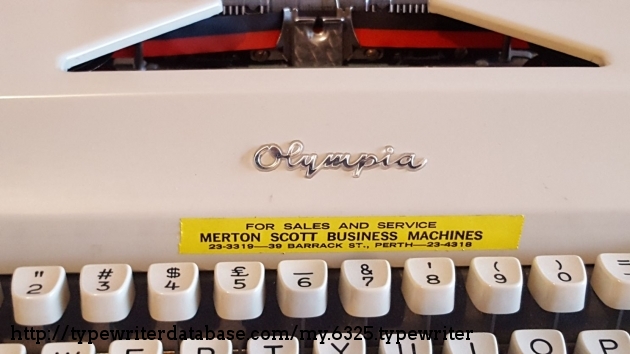 Olympia
FOR SALES AND SERVICE
MERTON SCOTT BUSINESS MACHINES
23-3319—39 BARRACK ST., PERTH—23-4318
" # $ £ _ & ' ( ) =
2 3 4 5 6 7 8 9 0
W E R T Y U I O P
http://typewriterdatabase.com/my.6325.typewriter